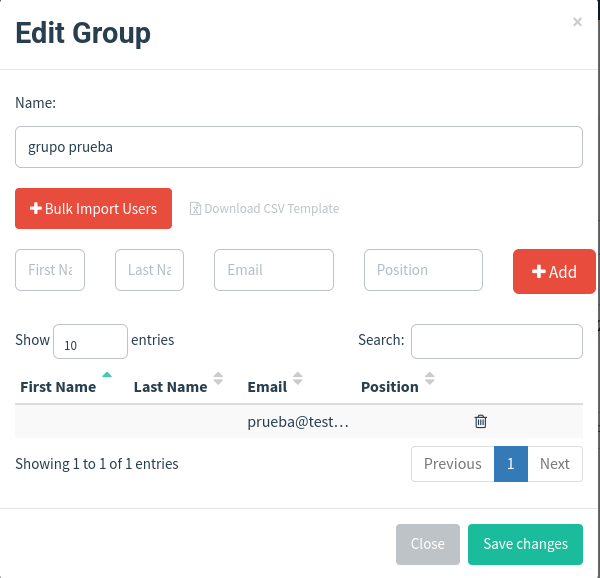 Edit Group
×
Name:
grupo prueba
Bulk Import Users Download CSV Template
First Na Last Na Email Position Add
Show 10 entries Search:
First Name Last Name Email Position
prueba@test...
Showing 1 to 1 of 1 entries Previous 1 Next
Close Save changes